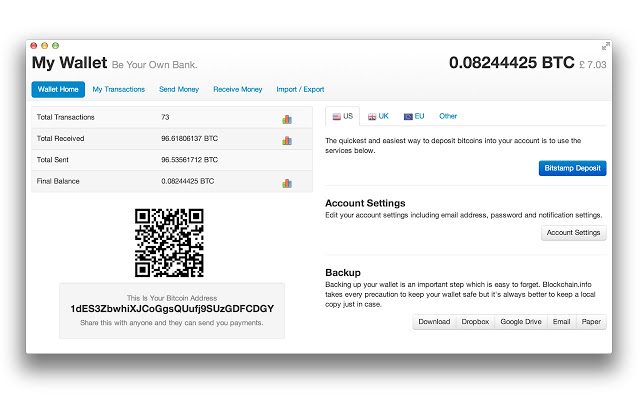 My Wallet Be Your Own Bank.
0.08244425 BTC £ 7.03
Wallet Home My Transactions Send Money Receive Money Import / Export
Total Transactions 73
Total Received 96.61806137 BTC
Total Sent 96.53561712 BTC
Final Balance 0.08244425 BTC
This Is Your Bitcoin Address
1dES3ZbwhiXJCoGgsQUufj9SUzGDFCDGY
Share this with anyone and they can send you payments.
US UK EU Other
The quickest and easiest way to deposit bitcoins into your account is to use the
services below.
Bitstamp Deposit
Account Settings
Edit your account settings including email address, password and notification settings.
Account Settings
Backup
Backing up your wallet is an important step which is easy to forget. Blockchain.info
takes every precaution to keep your wallet safe but it's always better to keep a local
copy just in case.
Download Dropbox Google Drive Email Paper